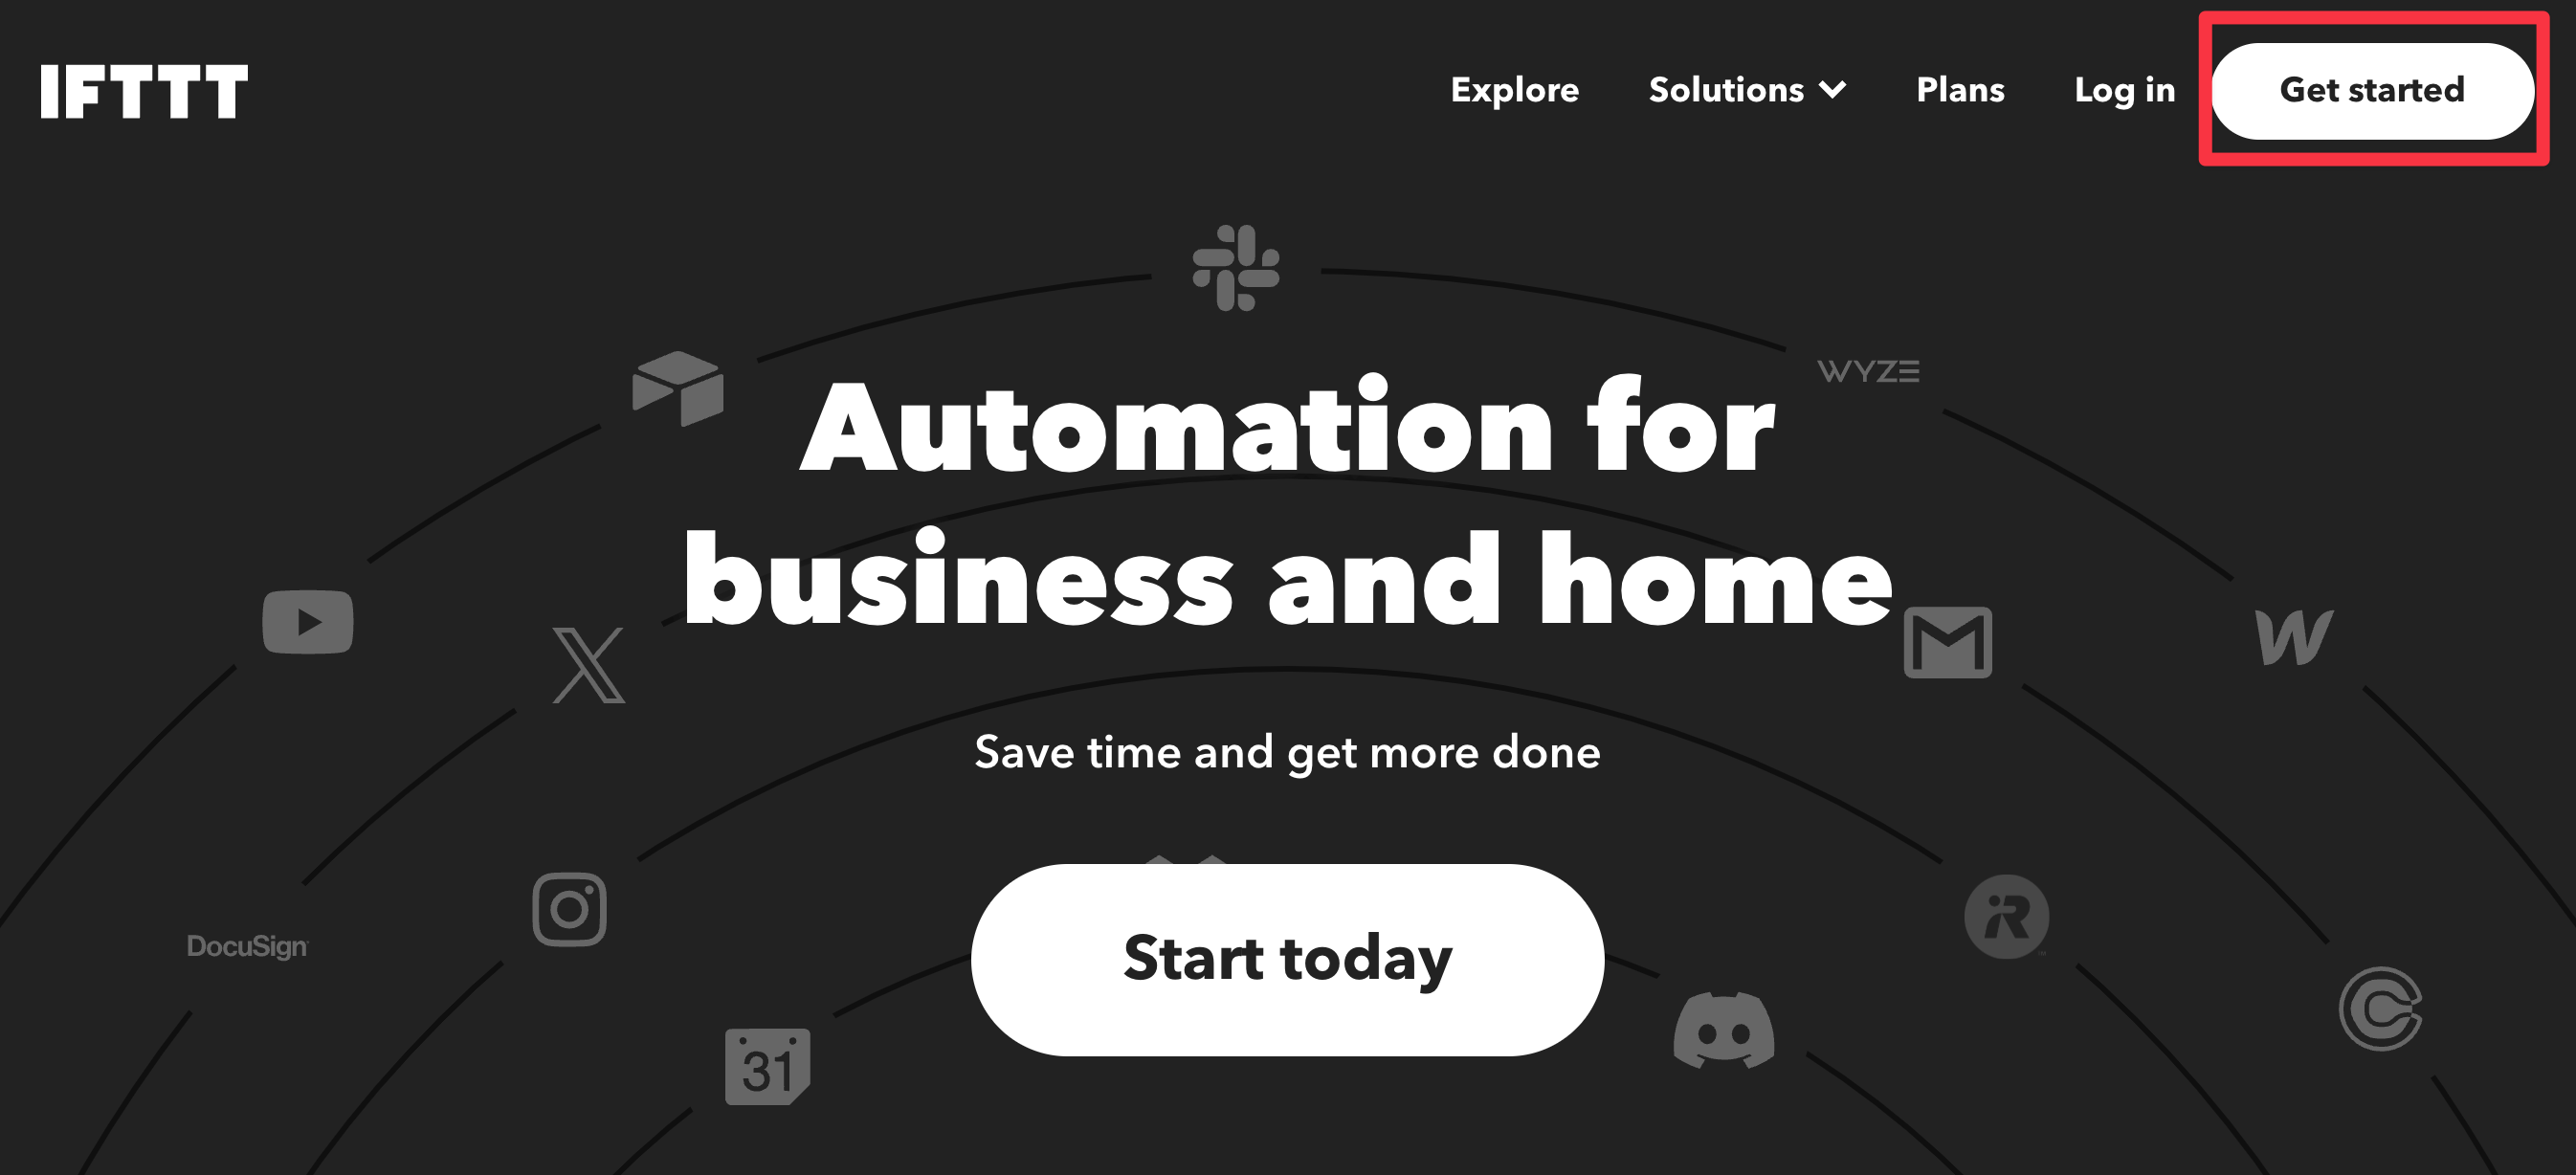 IFTTT
Explore
Solutions
Plans
Log in
Get started
WYZE
Automation for
business and home
Save time and get more done
DocuSign
Start today
31